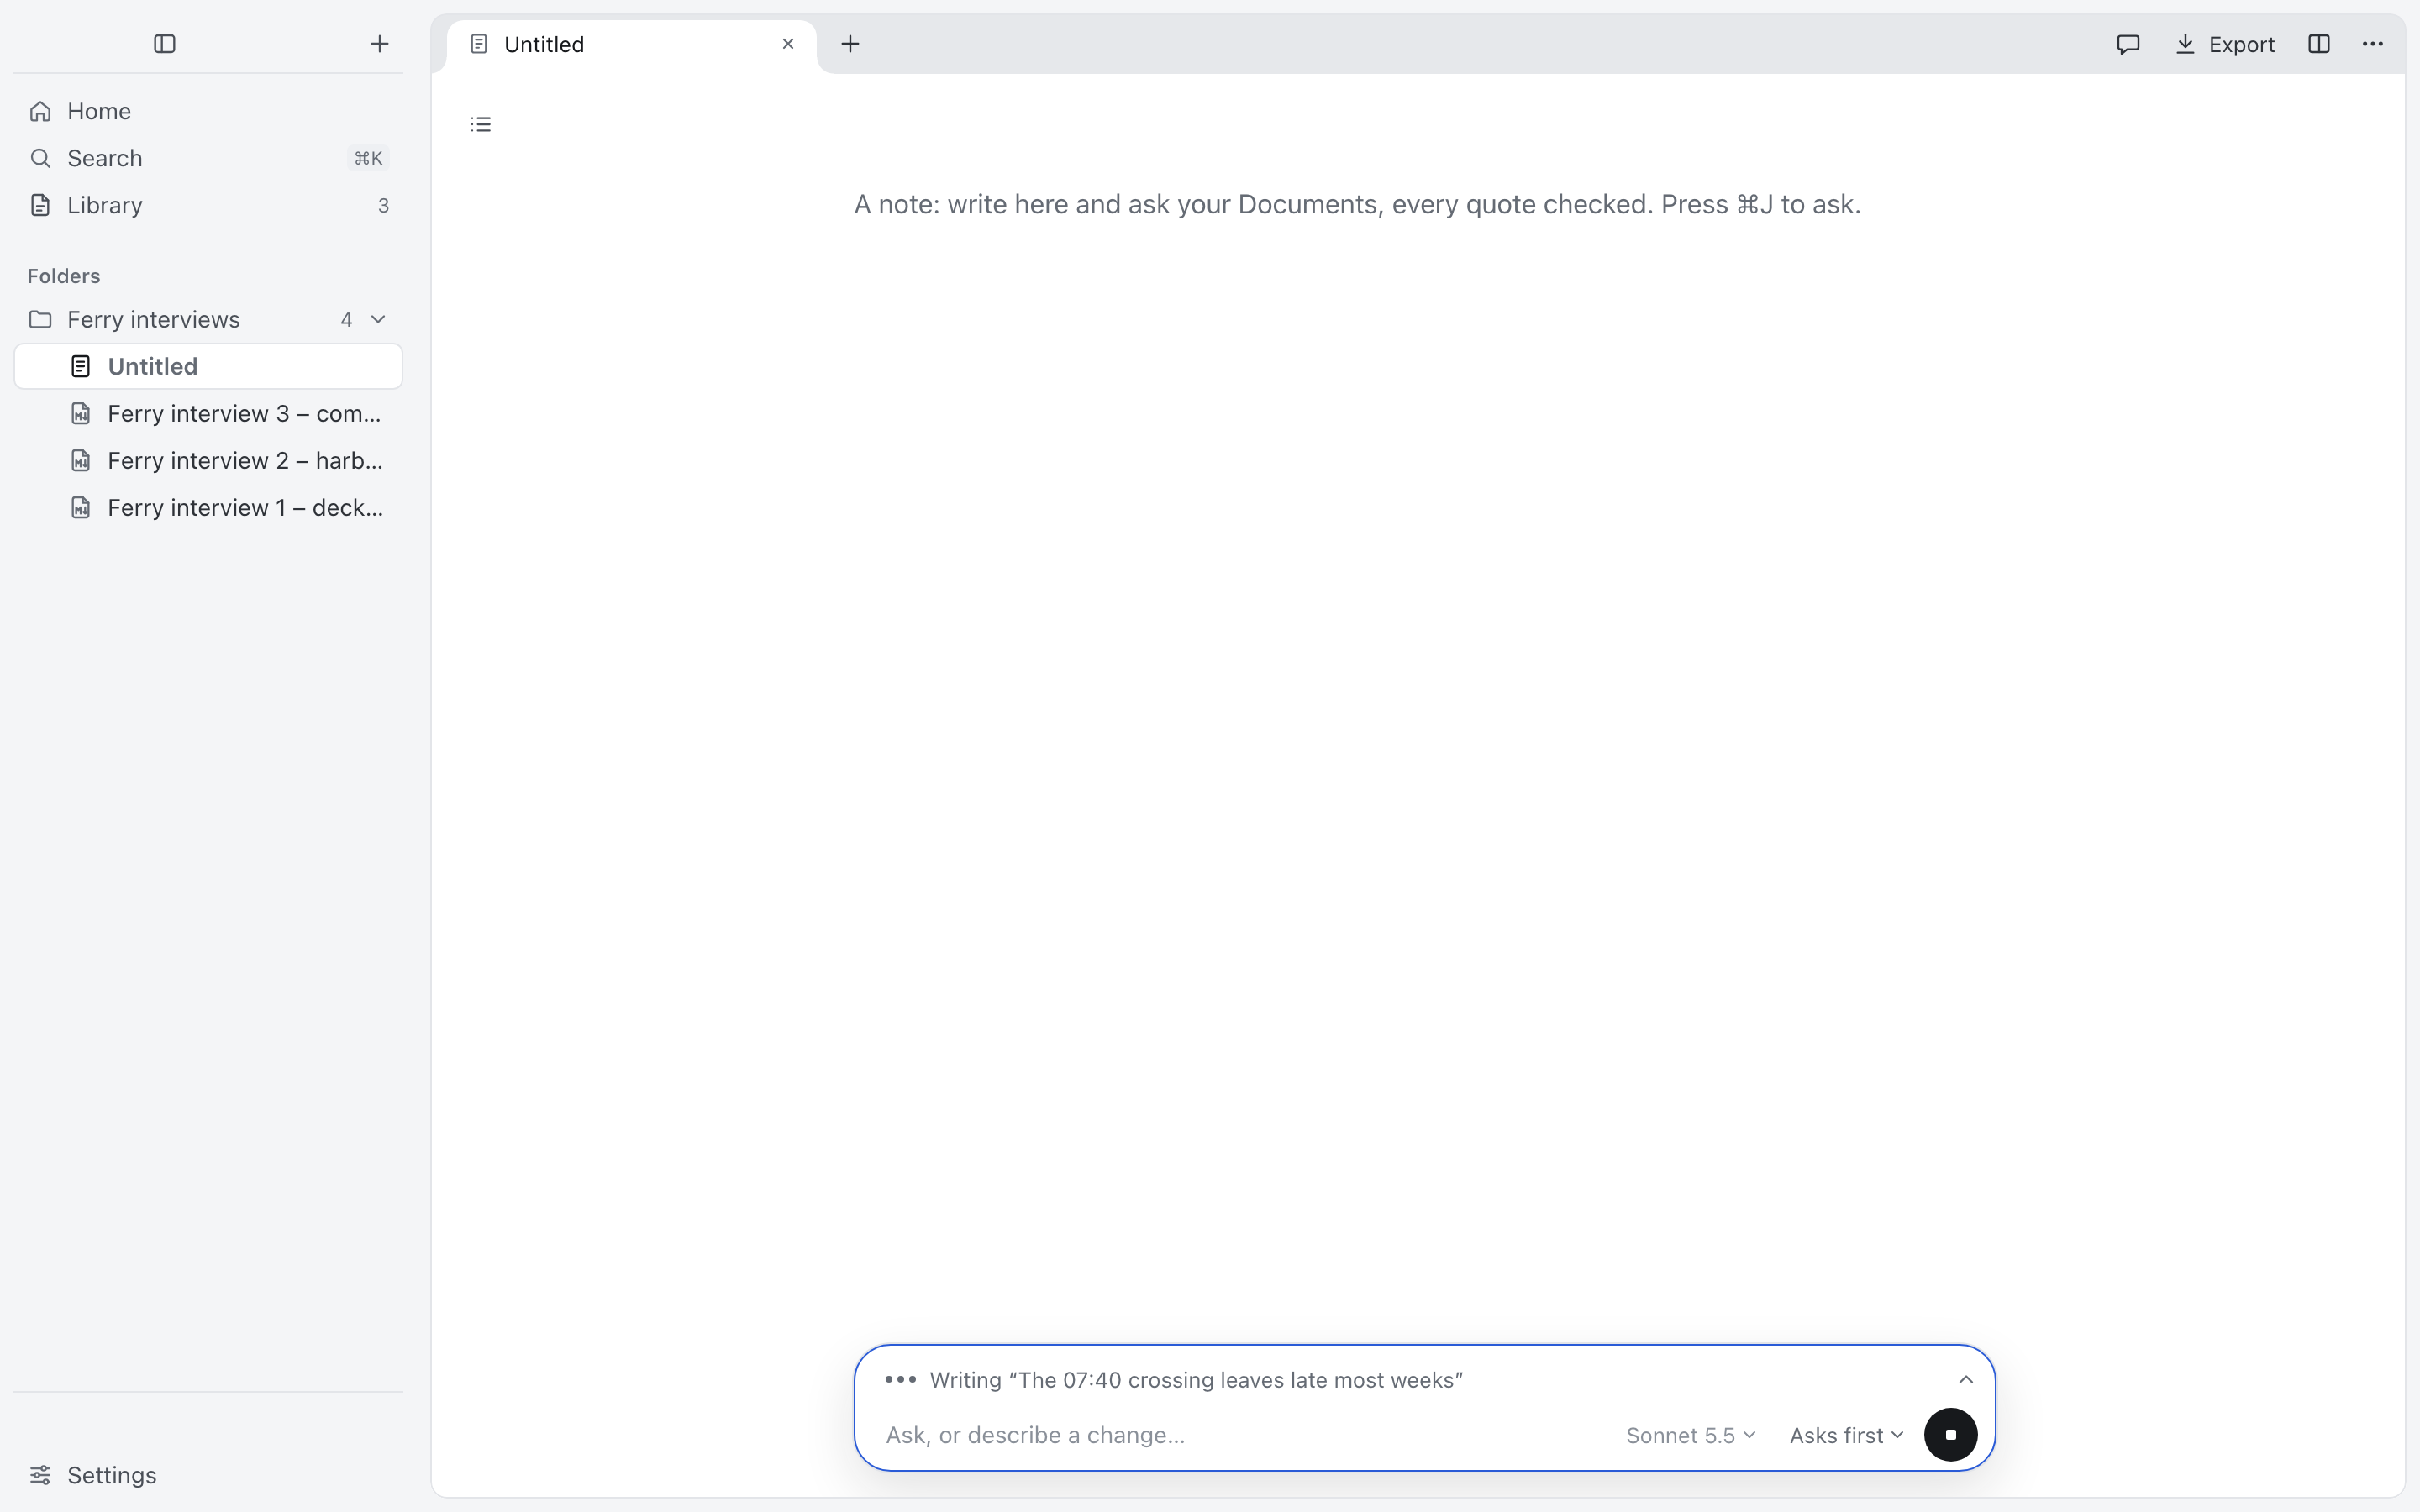 Untitled
Export
Home
Search ⌘K
Library 3
A note: write here and ask your Documents, every quote checked. Press ⌘J to ask.
Folders
Ferry interviews 4
Untitled
Ferry interview 3 – com...
Ferry interview 2 – harb...
Ferry interview 1 – deck...
Writing “The 07:40 crossing leaves late most weeks”
Ask, or describe a change...
Sonnet 5.5
Asks first
Settings